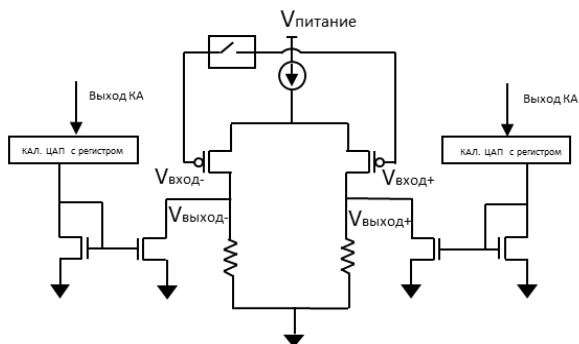 Vпитание
Выход КА
Выход КА
КАЛ. ЦАП с регистром
КАЛ. ЦАП с регистром
Vвход-
Vвход+
Vвыход-
Vвыход+